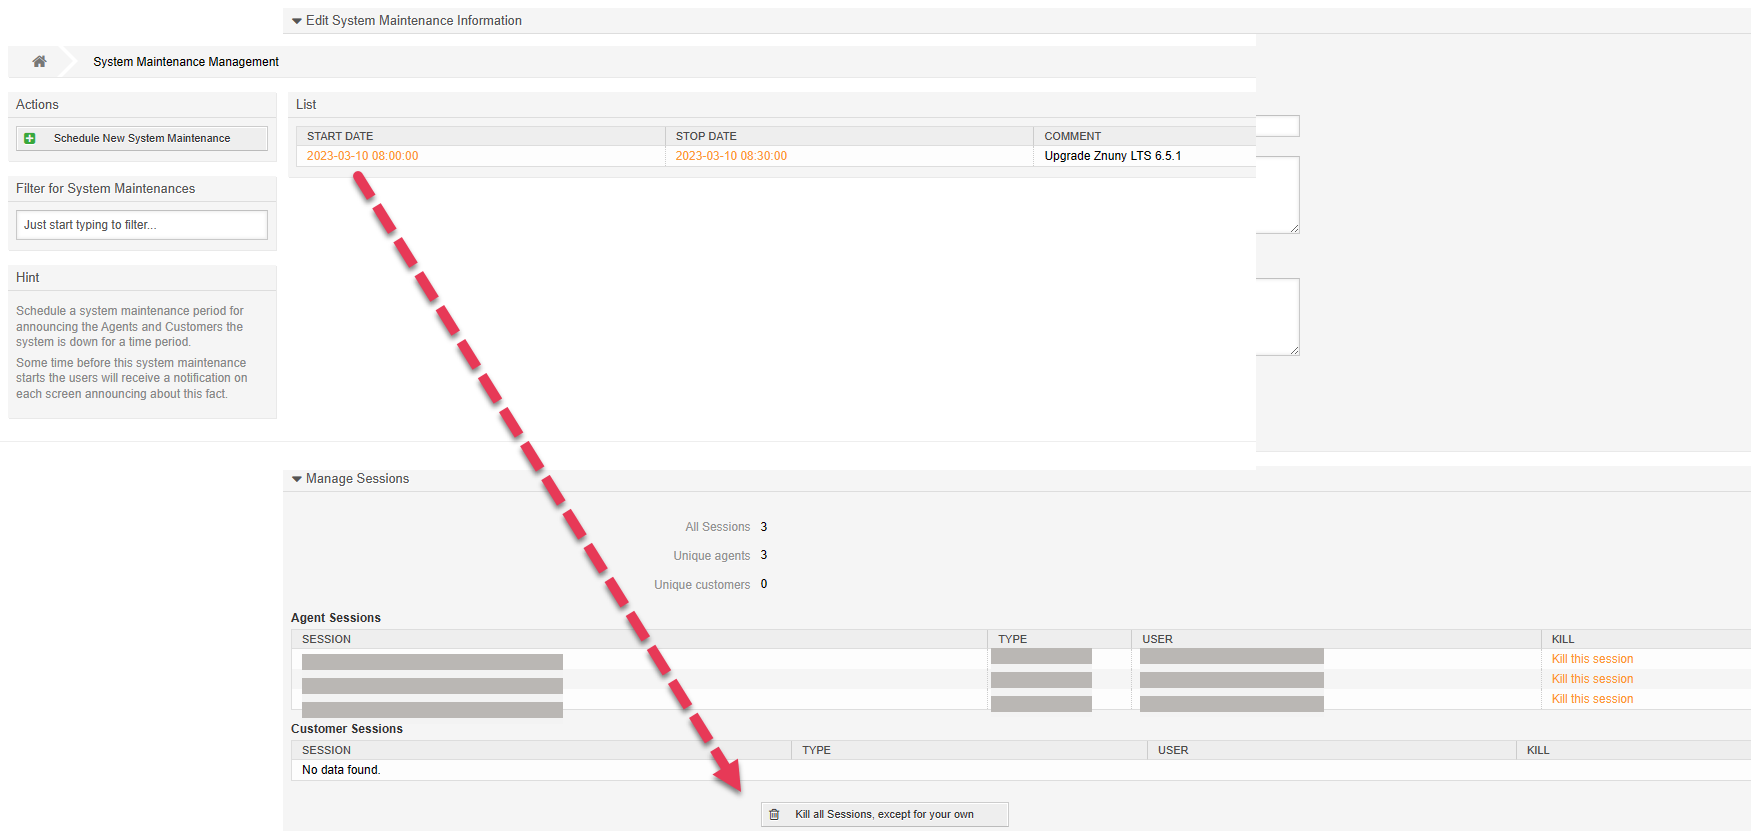 Edit System Maintenance Information
System Maintenance Management
Actions
Schedule New System Maintenance
Filter for System Maintenances
Just start typing to filter...
Hint
Schedule a system maintenance period for
announcing the Agents and Customers the
system is down for a time period.
Some time before this system maintenance
starts the users will receive a notification on
each screen announcing about this fact.
List
START DATE STOP DATE COMMENT
2023-03-10 08:00:00 2023-03-10 08:30:00 Upgrade Znuny LTS 6.5.1
Manage Sessions
All Sessions 3
Unique agents 3
Unique customers 0
Agent Sessions
SESSION TYPE USER KILL
Kill this session
Kill this session
Kill this session
Customer Sessions
SESSION TYPE USER KILL
No data found.
Kill all Sessions, except for your own